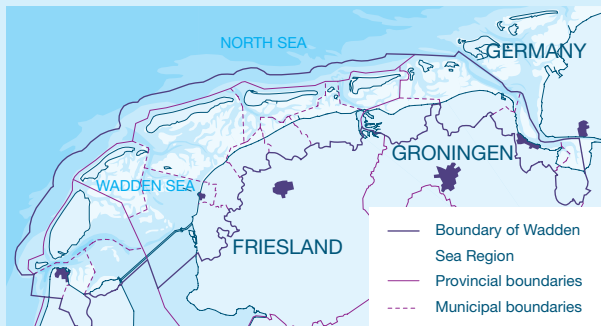 NORTH SEA
GERMANY
GRONINGEN
WADDEN SEA
FRIESLAND
Boundary of Wadden
Sea Region
Provincial boundaries
Municipal boundaries